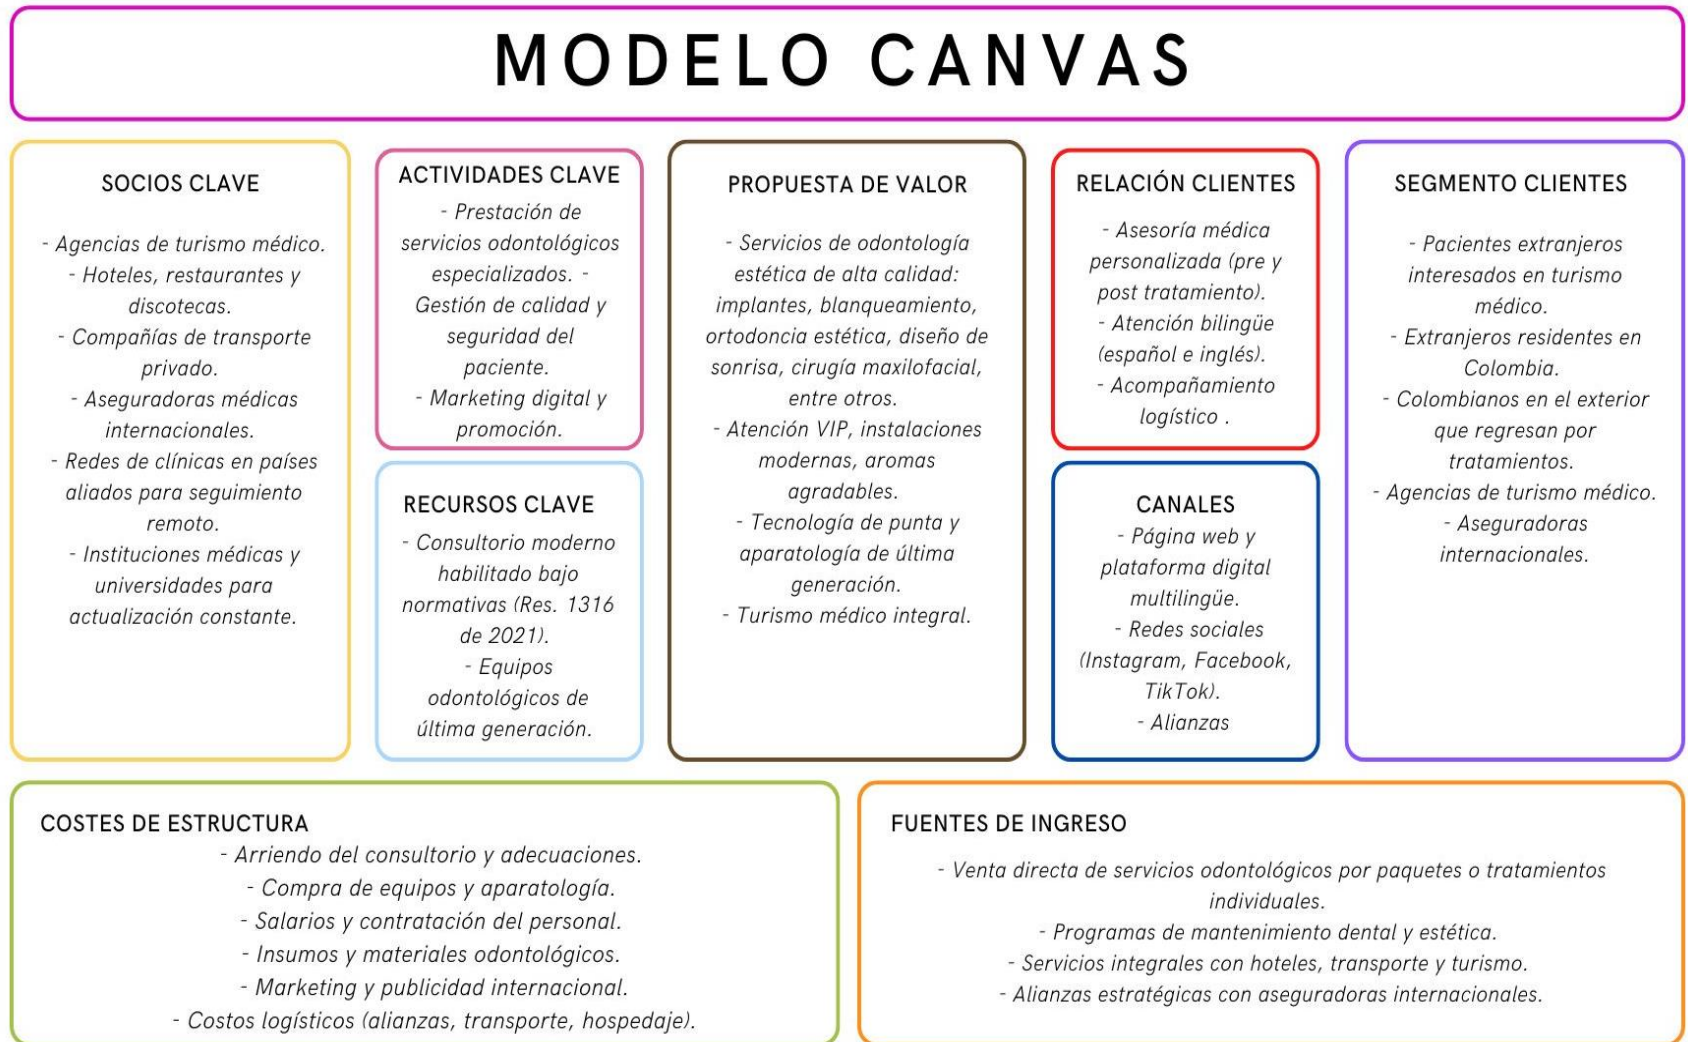 MODELO CANVAS
SOCIOS CLAVE
- Agencias de turismo médico.
- Hoteles, restaurantes y
discotecas.
- Compañías de transporte
privado.
- Aseguradoras médicas
internacionales.
- Redes de clínicas en países
aliados para seguimiento
remoto.
- Instituciones médicas y
universidades para
actualización constante.
ACTIVIDADES CLAVE
- Prestación de
servicios odontológicos
especializados. -
Gestión de calidad y
seguridad del
paciente.
- Marketing digital y
promoción.
RECURSOS CLAVE
- Consultorio moderno
habilitado bajo
normativas (Res. 1316
de 2021).
- Equipos
odontológicos de
última generación.
PROPUESTA DE VALOR
- Servicios de odontología
estética de alta calidad:
implantes, blanqueamiento,
ortodoncia estética, diseño de
sonrisa, cirugía maxilofacial,
entre otros.
- Atención VIP, instalaciones
modernas, aromas
agradables.
- Tecnología de punta y
aparatología de última
generación.
- Turismo médico integral.
RELACIÓN CLIENTES
- Asesoría médica
personalizada (pre y
post tratamiento).
- Atención bilingüe
(español e inglés).
- Acompañamiento
logístico .
CANALES
- Página web y
plataforma digital
multilingüe.
- Redes sociales
(Instagram, Facebook,
TikTok).
- Alianzas
SEGMENTO CLIENTES
- Pacientes extranjeros
interesados en turismo
médico.
- Extranjeros residentes en
Colombia.
- Colombianos en el exterior
que regresan por
tratamientos.
- Agencias de turismo médico.
- Aseguradoras
internacionales.
COSTES DE ESTRUCTURA
- Arriendo del consultorio y adecuaciones.
- Compra de equipos y aparatología.
- Salarios y contratación del personal.
- Insumos y materiales odontológicos.
- Marketing y publicidad internacional.
- Costos logísticos (alianzas, transporte, hospedaje).
FUENTES DE INGRESO
- Venta directa de servicios odontológicos por paquetes o tratamientos
individuales.
- Programas de mantenimiento dental y estética.
- Servicios integrales con hoteles, transporte y turismo.
- Alianzas estratégicas con aseguradoras internacionales.